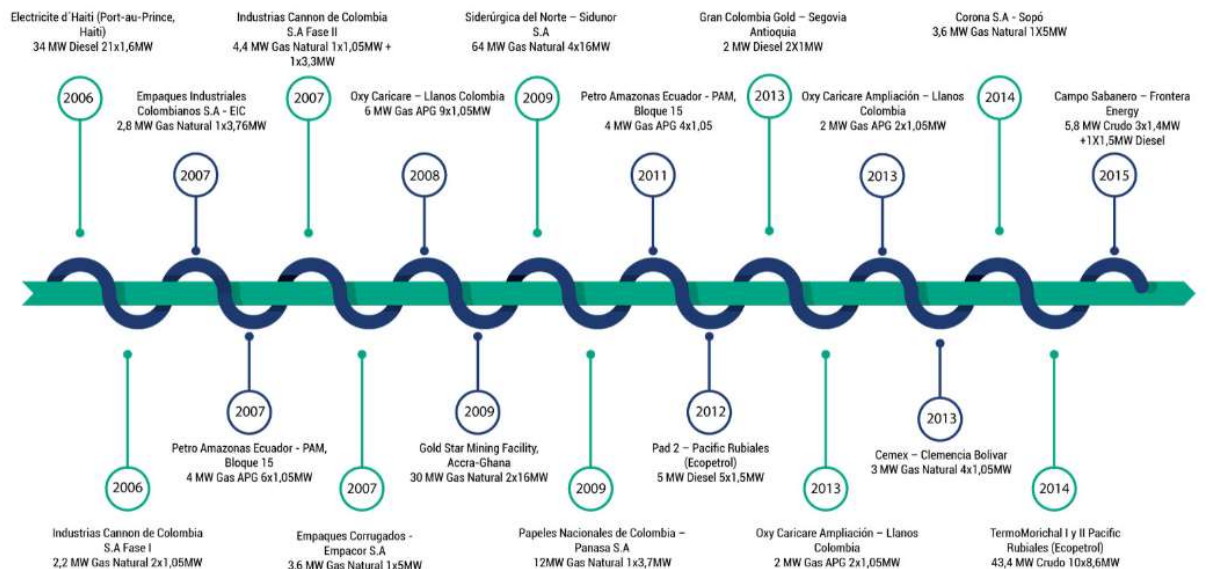 Electricite d´Haiti (Port-au-Prince,
Haiti)
34 MW Diesel 21x1,6MW
2006
Empaques Industriales
Colombianos S.A - EIC
2,8 MW Gas Natural 1x3,76MW
2007
Industrias Cannon de Colombia
S.A Fase II
4,4 MW Gas Natural 1x1,05MW +
1x3,3MW
2007
Oxy Caricare – Llanos Colombia
6 MW Gas APG 9x1,05MW
2008
Siderúrgica del Norte – Sidunor
S.A
64 MW Gas Natural 4x16MW
2009
Petro Amazonas Ecuador - PAM,
Bloque 15
4 MW Gas APG 4x1,05
2011
Gran Colombia Gold – Segovia
Antioquia
2 MW Diesel 2X1MW
2013
Oxy Caricare Ampliación – Llanos
Colombia
2 MW Gas APG 2x1,05MW
2013
Corona S.A - Sopó
3,6 MW Gas Natural 1X5MW
2014
Campo Sabanero – Frontera
Energy
5,8 MW Crudo 3x1,4MW
+1X1,5MW Diesel
2015
2006
Industrias Cannon de Colombia
S.A Fase I
2,2 MW Gas Natural 2x1,05MW
2007
Petro Amazonas Ecuador - PAM,
Bloque 15
4 MW Gas APG 6x1,05MW
2007
Empaques Corrugados -
Empacor S.A
3,6 MW Gas Natural 1x5MW
2009
Gold Star Mining Facility,
Accra-Ghana
30 MW Gas Natural 2x16MW
2009
Papeles Nacionales de Colombia –
Panasa S.A
12MW Gas Natural 1x3,7MW
2012
Pad 2 – Pacific Rubiales
(Ecopetrol)
5 MW Diesel 5x1,5MW
2013
Oxy Caricare Ampliación – Llanos
Colombia
2 MW Gas APG 2x1,05MW
2013
Cemex – Clemencia Bolivar
3 MW Gas Natural 4x1,05MW
2014
TermoMorichal I y II Pacific
Rubiales (Ecopetrol)
43,4 MW Crudo 10x8,6MW